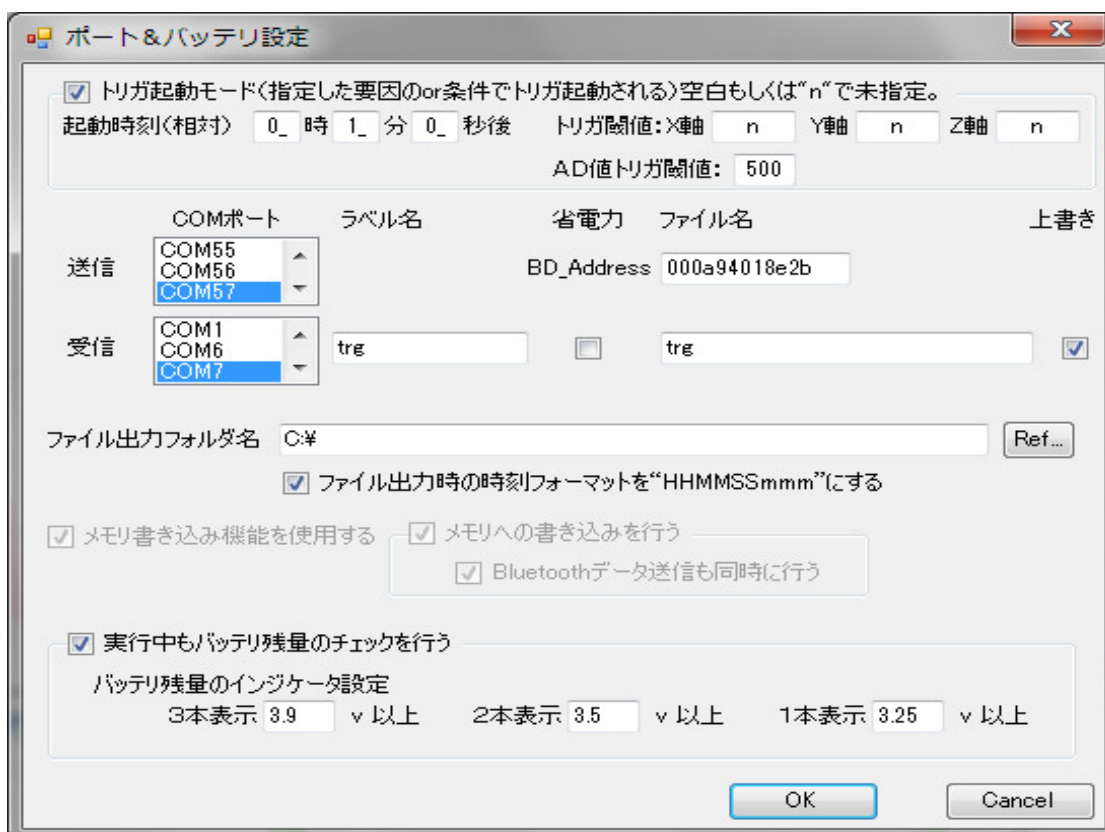 ポート&バッテリ設定
トリガ起動モード(指定した要因のor条件でトリガ起動される)空白もしくは"n"で未指定。
起動時刻(相対) 0_ 時 1_ 分 0_ 秒後 トリガ閾値:X軸 n Y軸 n Z軸 n
AD値トリガ閾値: 500
COMポート ラベル名 省電力 ファイル名 上書き
送信 COM55 COM56 COM57 BD_Address 000a94018e2b
受信 COM1 COM6 COM7 trg trg
ファイル出力フォルダ名 C:¥ Ref...
ファイル出力時の時刻フォーマットを"HHMMSSmmm"にする
メモリ書き込み機能を使用する メモリへの書き込みを行う
Bluetoothデータ送信も同時に行う
実行中もバッテリ残量のチェックを行う
バッテリ残量のインジケータ設定
3本表示 3.9 v 以上 2本表示 3.5 v 以上 1本表示 3.25 v 以上
OK Cancel